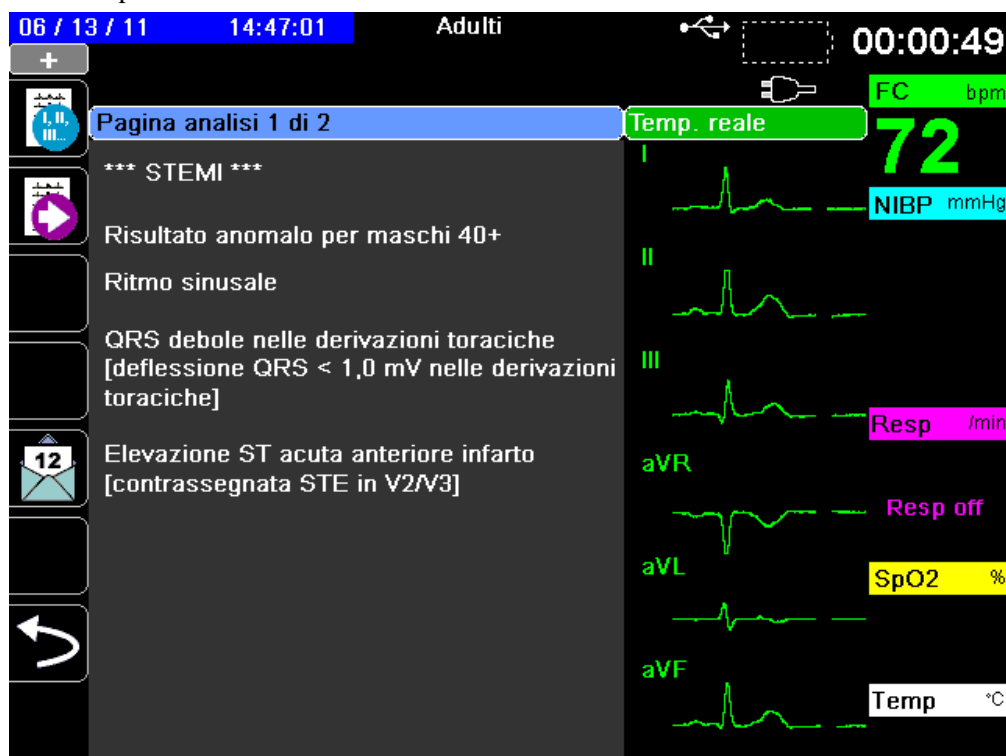 06 / 13 / 11 14:47:01 Adulti 00:00:49
+
I, II, III...
12
Pagina analisi 1 di 2
*** STEMI ***
Risultato anomalo per maschi 40+
Ritmo sinusale
QRS debole nelle derivazioni toraciche
[deflessione QRS < 1,0 mV nelle derivazioni
toraciche]
Elevazione ST acuta anteriore infarto
[contrassegnata STE in V2/V3]
Temp. reale
I
II
III
aVR
aVL
aVF
FC bpm
72
NIBP mmHg
Resp /min
Resp off
SpO2 %
Temp °C